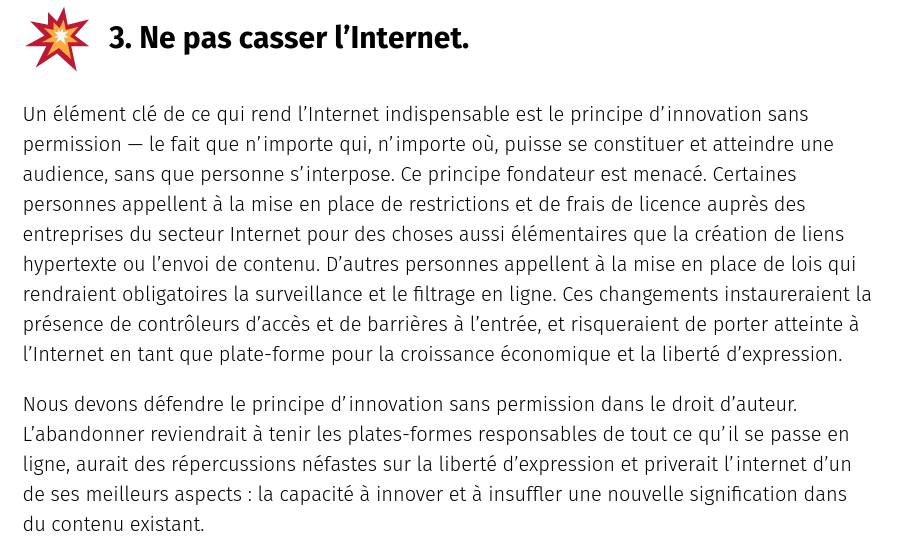 3. Ne pas casser l’Internet.
Un élément clé de ce qui rend l’Internet indispensable est le principe d’innovation sans
permission — le fait que n’importe qui, n’importe où, puisse se constituer et atteindre une
audience, sans que personne s’interpose. Ce principe fondateur est menacé. Certaines
personnes appellent à la mise en place de restrictions et de frais de licence auprès des
entreprises du secteur Internet pour des choses aussi élémentaires que la création de liens
hypertexte ou l’envoi de contenu. D’autres personnes appellent à la mise en place de lois qui
rendraient obligatoires la surveillance et le filtrage en ligne. Ces changements instaureraient la
présence de contrôleurs d’accès et de barrières à l’entrée, et risqueraient de porter atteinte à
l’Internet en tant que plate-forme pour la croissance économique et la liberté d’expression.
Nous devons défendre le principe d’innovation sans permission dans le droit d’auteur.
L’abandonner reviendrait à tenir les plates-formes responsables de tout ce qu’il se passe en
ligne, aurait des répercussions néfastes sur la liberté d’expression et priverait l’internet d’un
de ses meilleurs aspects : la capacité à innover et à insuffler une nouvelle signification dans
du contenu existant.